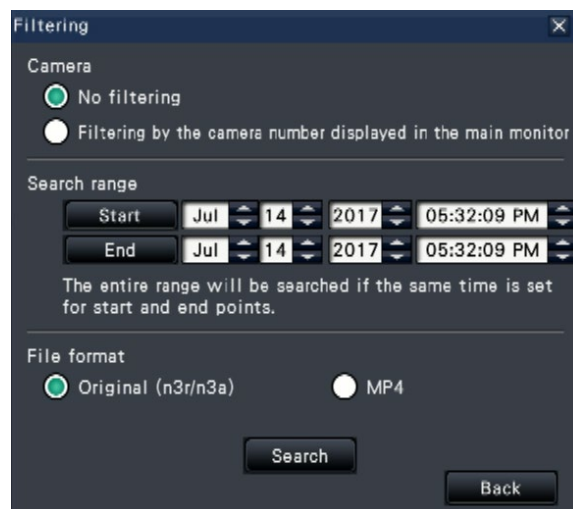 Filtering
Camera
No filtering
Filtering by the camera number displayed in the main monitor
Search range
Start Jul 14 2017 05:32:09 PM
End Jul 14 2017 05:32:09 PM
The entire range will be searched if the same time is set
for start and end points.
File format
Original (n3r/n3a) MP4
Search
Back